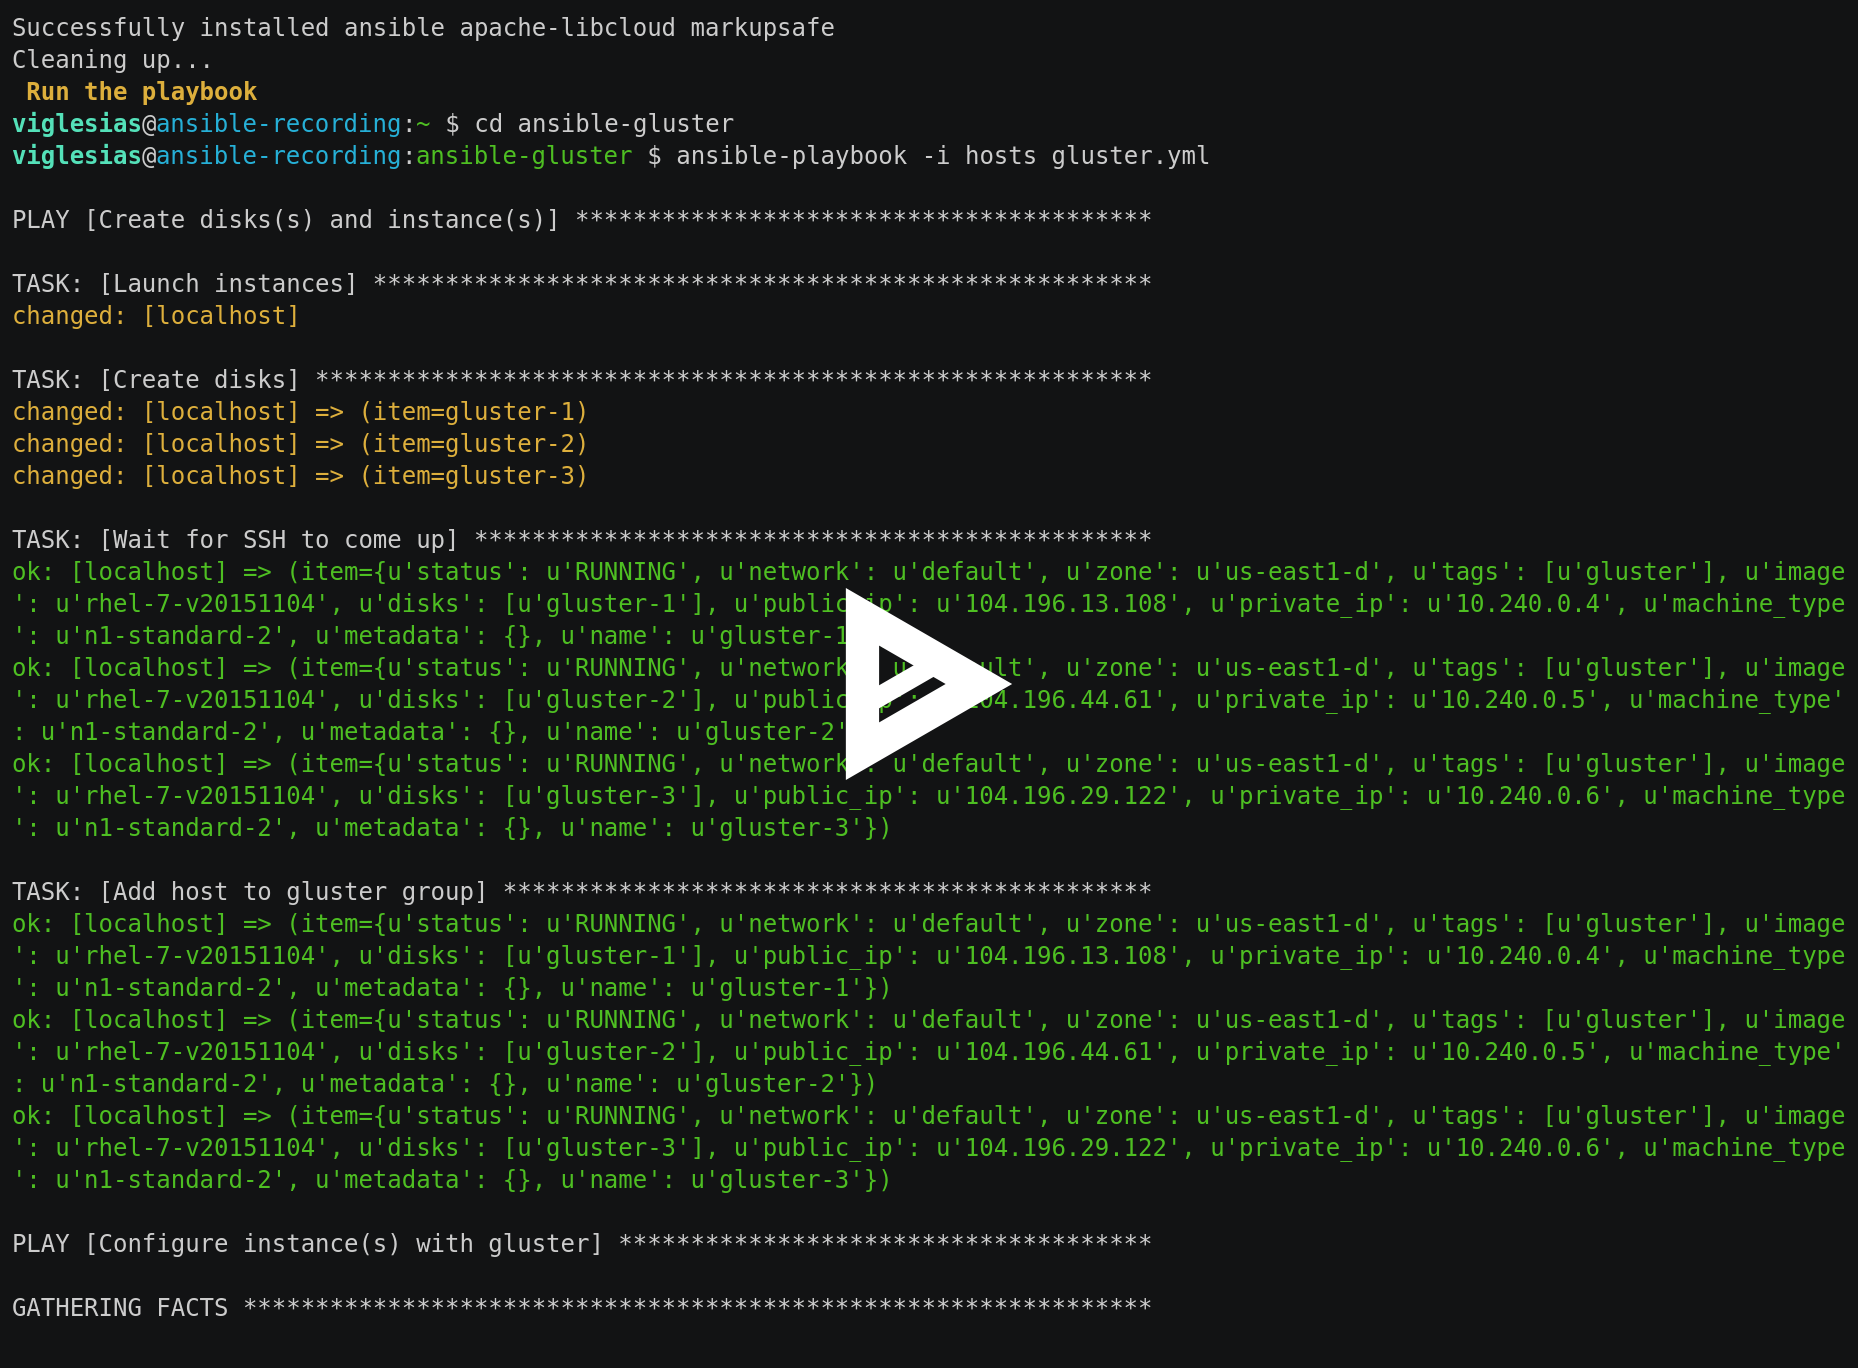 Successfully installed ansible apache-libcloud markupsafe
Cleaning up...
Run the playbook
viglesias@ansible-recording:~ $ cd ansible-gluster
viglesias@ansible-recording:ansible-gluster $ ansible-playbook -i hosts gluster.yml
PLAY [Create disks(s) and instance(s)] ****************************************
TASK: [Launch instances] ******************************************************
changed: [localhost]
TASK: [Create disks] **********************************************************
changed: [localhost] => (item=gluster-1)
changed: [localhost] => (item=gluster-2)
changed: [localhost] => (item=gluster-3)
TASK: [Wait for SSH to come up] ***********************************************
ok: [localhost] => (item={u'status': u'RUNNING', u'network': u'default', u'zone': u'us-east1-d', u'tags': [u'gluster'], u'image
': u'rhel-7-v20151104', u'disks': [u'gluster-1'], u'public_ip': u'104.196.13.108', u'private_ip': u'10.240.0.4', u'machine_type
': u'n1-standard-2', u'metadata': {}, u'name': u'gluster-1
ok: [localhost] => (item={u'status': u'RUNNING', u'network': u'default', u'zone': u'us-east1-d', u'tags': [u'gluster'], u'image
': u'rhel-7-v20151104', u'disks': [u'gluster-2'], u'public_ip': u'104.196.44.61', u'private_ip': u'10.240.0.5', u'machine_type'
: u'n1-standard-2', u'metadata': {}, u'name': u'gluster-2'
ok: [localhost] => (item={u'status': u'RUNNING', u'network': u'default', u'zone': u'us-east1-d', u'tags': [u'gluster'], u'image
': u'rhel-7-v20151104', u'disks': [u'gluster-3'], u'public_ip': u'104.196.29.122', u'private_ip': u'10.240.0.6', u'machine_type
': u'n1-standard-2', u'metadata': {}, u'name': u'gluster-3'})
TASK: [Add host to gluster group] *********************************************
ok: [localhost] => (item={u'status': u'RUNNING', u'network': u'default', u'zone': u'us-east1-d', u'tags': [u'gluster'], u'image
': u'rhel-7-v20151104', u'disks': [u'gluster-1'], u'public_ip': u'104.196.13.108', u'private_ip': u'10.240.0.4', u'machine_type
': u'n1-standard-2', u'metadata': {}, u'name': u'gluster-1'})
ok: [localhost] => (item={u'status': u'RUNNING', u'network': u'default', u'zone': u'us-east1-d', u'tags': [u'gluster'], u'image
': u'rhel-7-v20151104', u'disks': [u'gluster-2'], u'public_ip': u'104.196.44.61', u'private_ip': u'10.240.0.5', u'machine_type'
: u'n1-standard-2', u'metadata': {}, u'name': u'gluster-2'})
ok: [localhost] => (item={u'status': u'RUNNING', u'network': u'default', u'zone': u'us-east1-d', u'tags': [u'gluster'], u'image
': u'rhel-7-v20151104', u'disks': [u'gluster-3'], u'public_ip': u'104.196.29.122', u'private_ip': u'10.240.0.6', u'machine_type
': u'n1-standard-2', u'metadata': {}, u'name': u'gluster-3'})
PLAY [Configure instance(s) with gluster] *************************************
GATHERING FACTS ***************************************************************